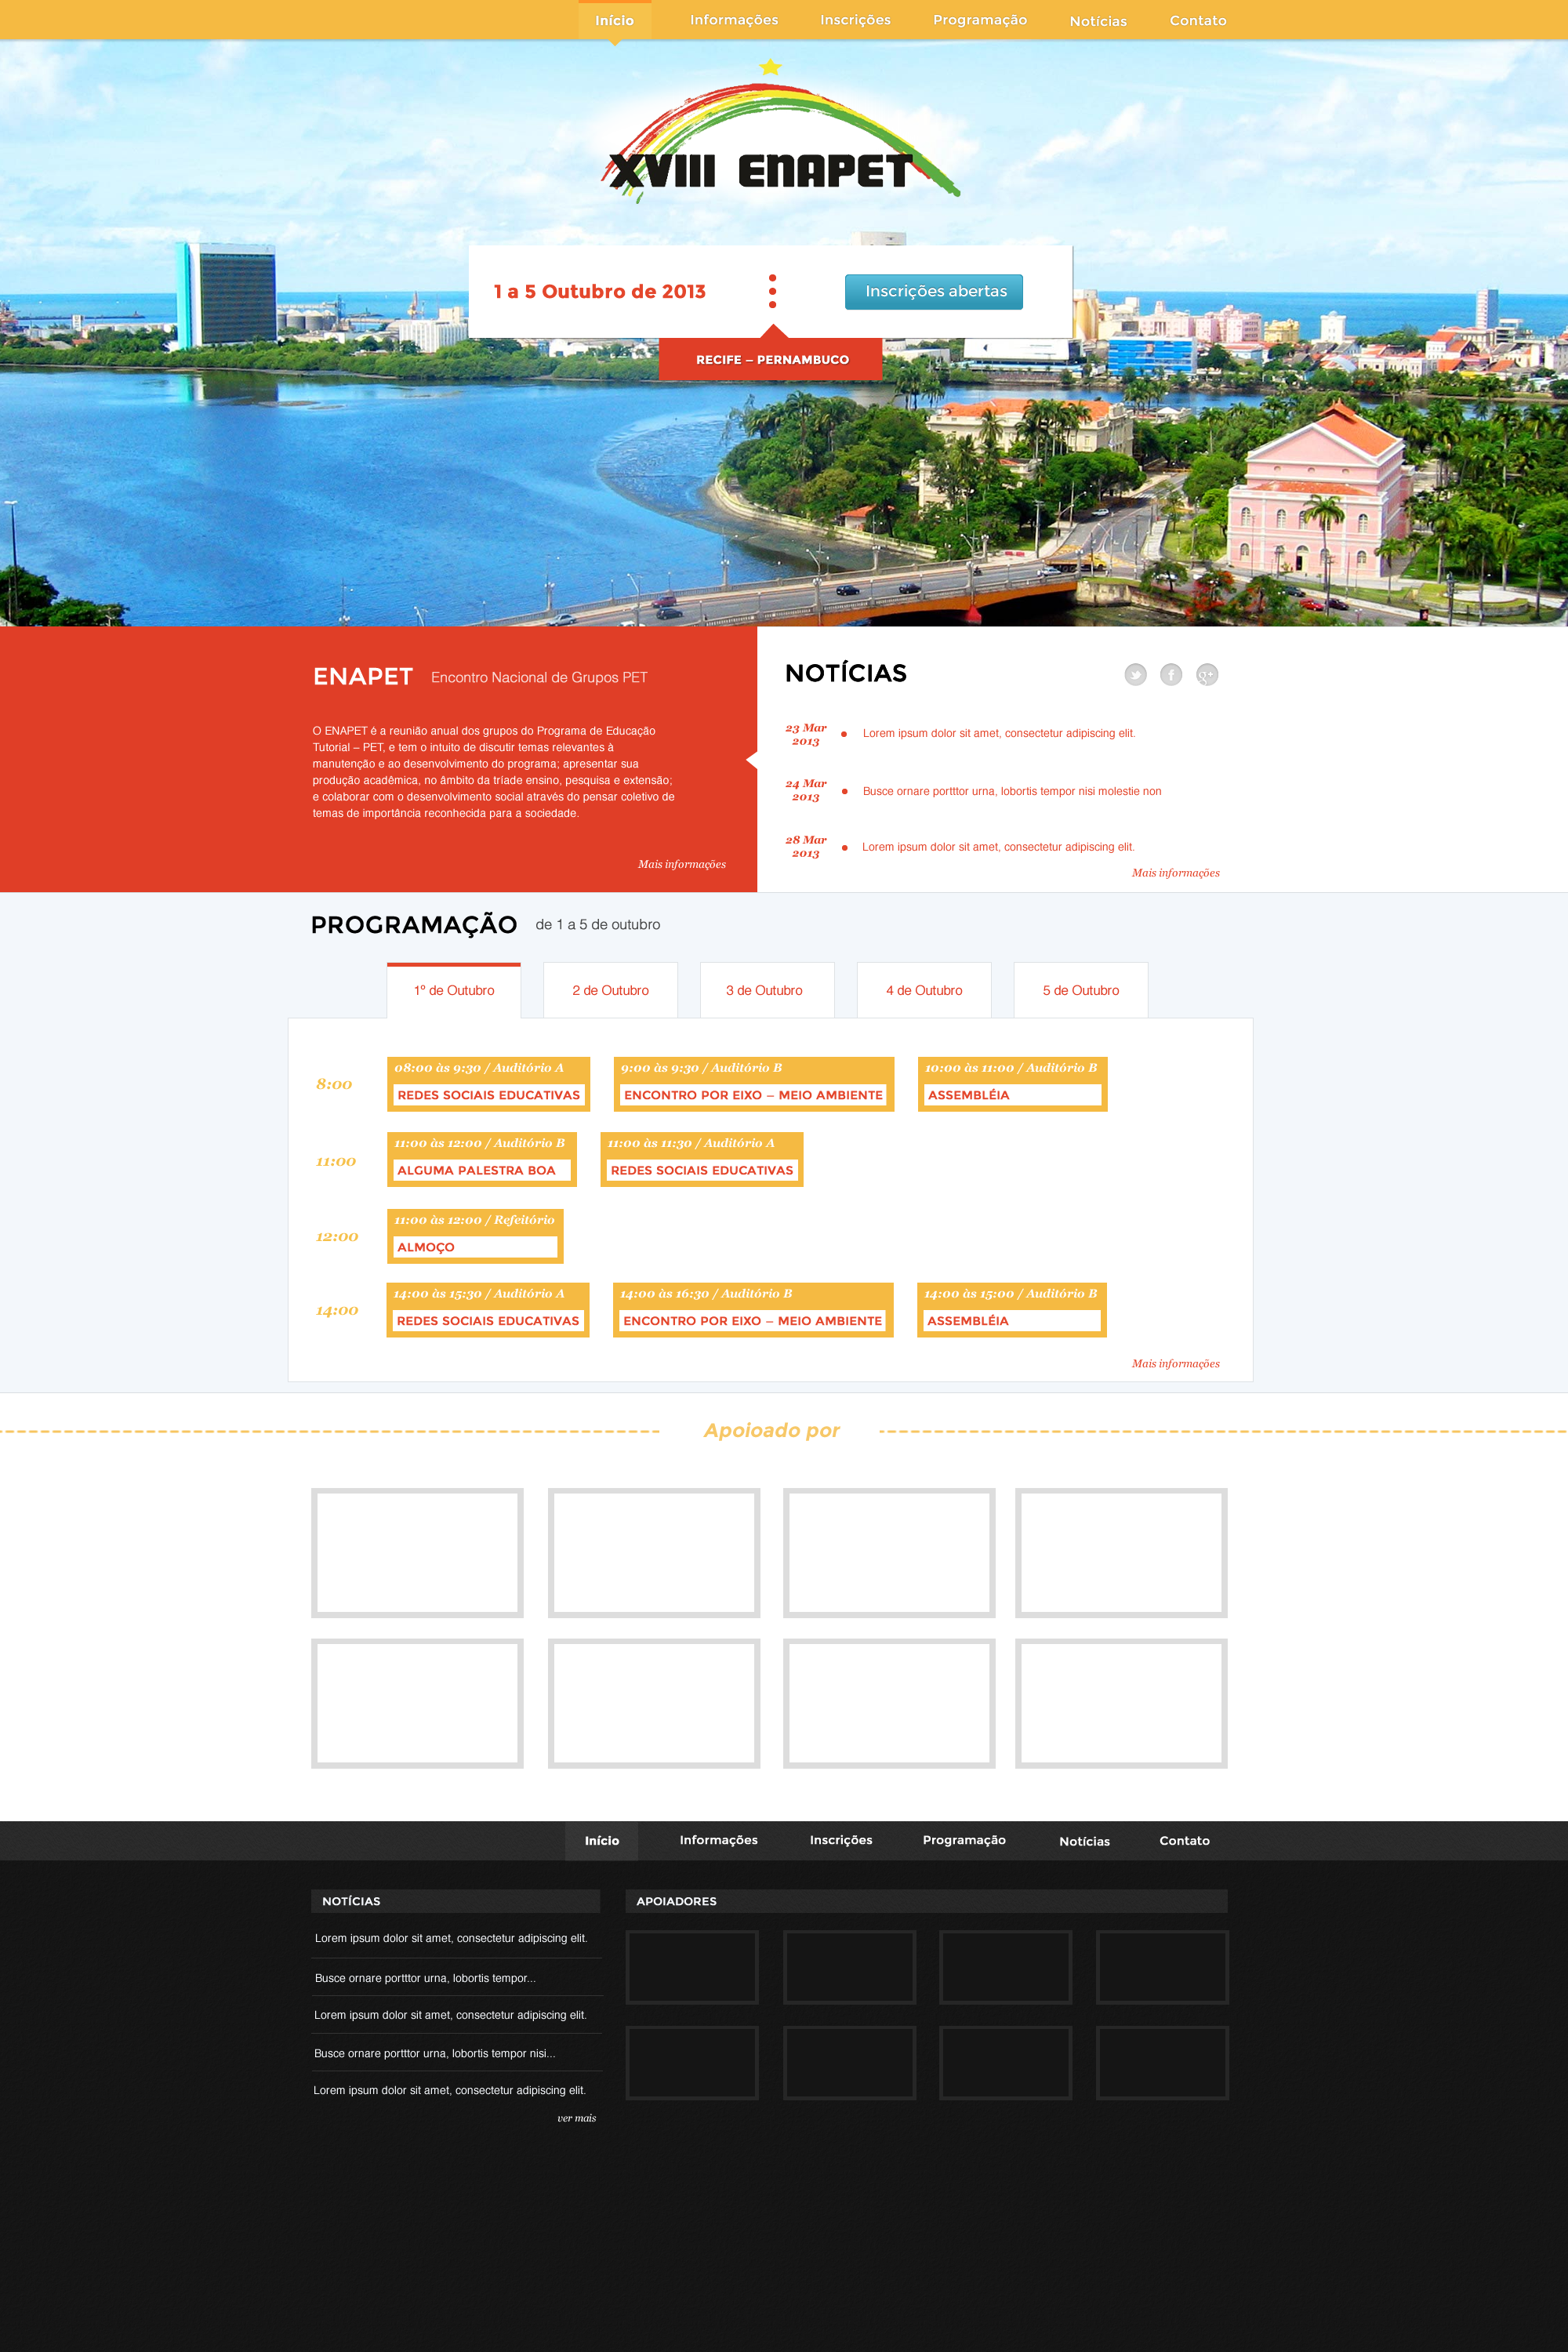 Início Informações Inscrições Programação Notícias Contato
XVIII ENAPET
1 a 5 Outubro de 2013
Inscrições abertas
RECIFE – PERNAMBUCO
ENAPET Encontro Nacional de Grupos PET
O ENAPET é a reunião anual dos grupos do Programa de Educação
Tutorial – PET, e tem o intuito de discutir temas relevantes à
manutenção e ao desenvolvimento do programa; apresentar sua
produção acadêmica, no âmbito da tríade ensino, pesquisa e extensão;
e colaborar com o desenvolvimento social através do pensar coletivo de
temas de importância reconhecida para a sociedade.
Mais informações
NOTÍCIAS
23 Mar
2013
Lorem ipsum dolor sit amet, consectetur adipiscing elit.
24 Mar
2013
Busce ornare portttor urna, lobortis tempor nisi molestie non
28 Mar
2013
Lorem ipsum dolor sit amet, consectetur adipiscing elit.
Mais informações
PROGRAMAÇÃO de 1 a 5 de outubro
1º de Outubro 2 de Outubro 3 de Outubro 4 de Outubro 5 de Outubro
8:00
08:00 às 9:30 / Auditório A
REDES SOCIAIS EDUCATIVAS
9:00 às 9:30 / Auditório B
ENCONTRO POR EIXO – MEIO AMBIENTE
10:00 às 11:00 / Auditório B
ASSEMBLÉIA
11:00
11:00 às 12:00 / Auditório B
ALGUMA PALESTRA BOA
11:00 às 11:30 / Auditório A
REDES SOCIAIS EDUCATIVAS
12:00
11:00 às 12:00 / Refeitório
ALMOÇO
14:00
14:00 às 15:30 / Auditório A
REDES SOCIAIS EDUCATIVAS
14:00 às 16:30 / Auditório B
ENCONTRO POR EIXO – MEIO AMBIENTE
14:00 às 15:00 / Auditório B
ASSEMBLÉIA
Mais informações
Apoioado por
Início Informações Inscrições Programação Notícias Contato
NOTÍCIAS
Lorem ipsum dolor sit amet, consectetur adipiscing elit.
Busce ornare portttor urna, lobortis tempor...
Lorem ipsum dolor sit amet, consectetur adipiscing elit.
Busce ornare portttor urna, lobortis tempor nisi...
Lorem ipsum dolor sit amet, consectetur adipiscing elit.
ver mais
APOIADORES